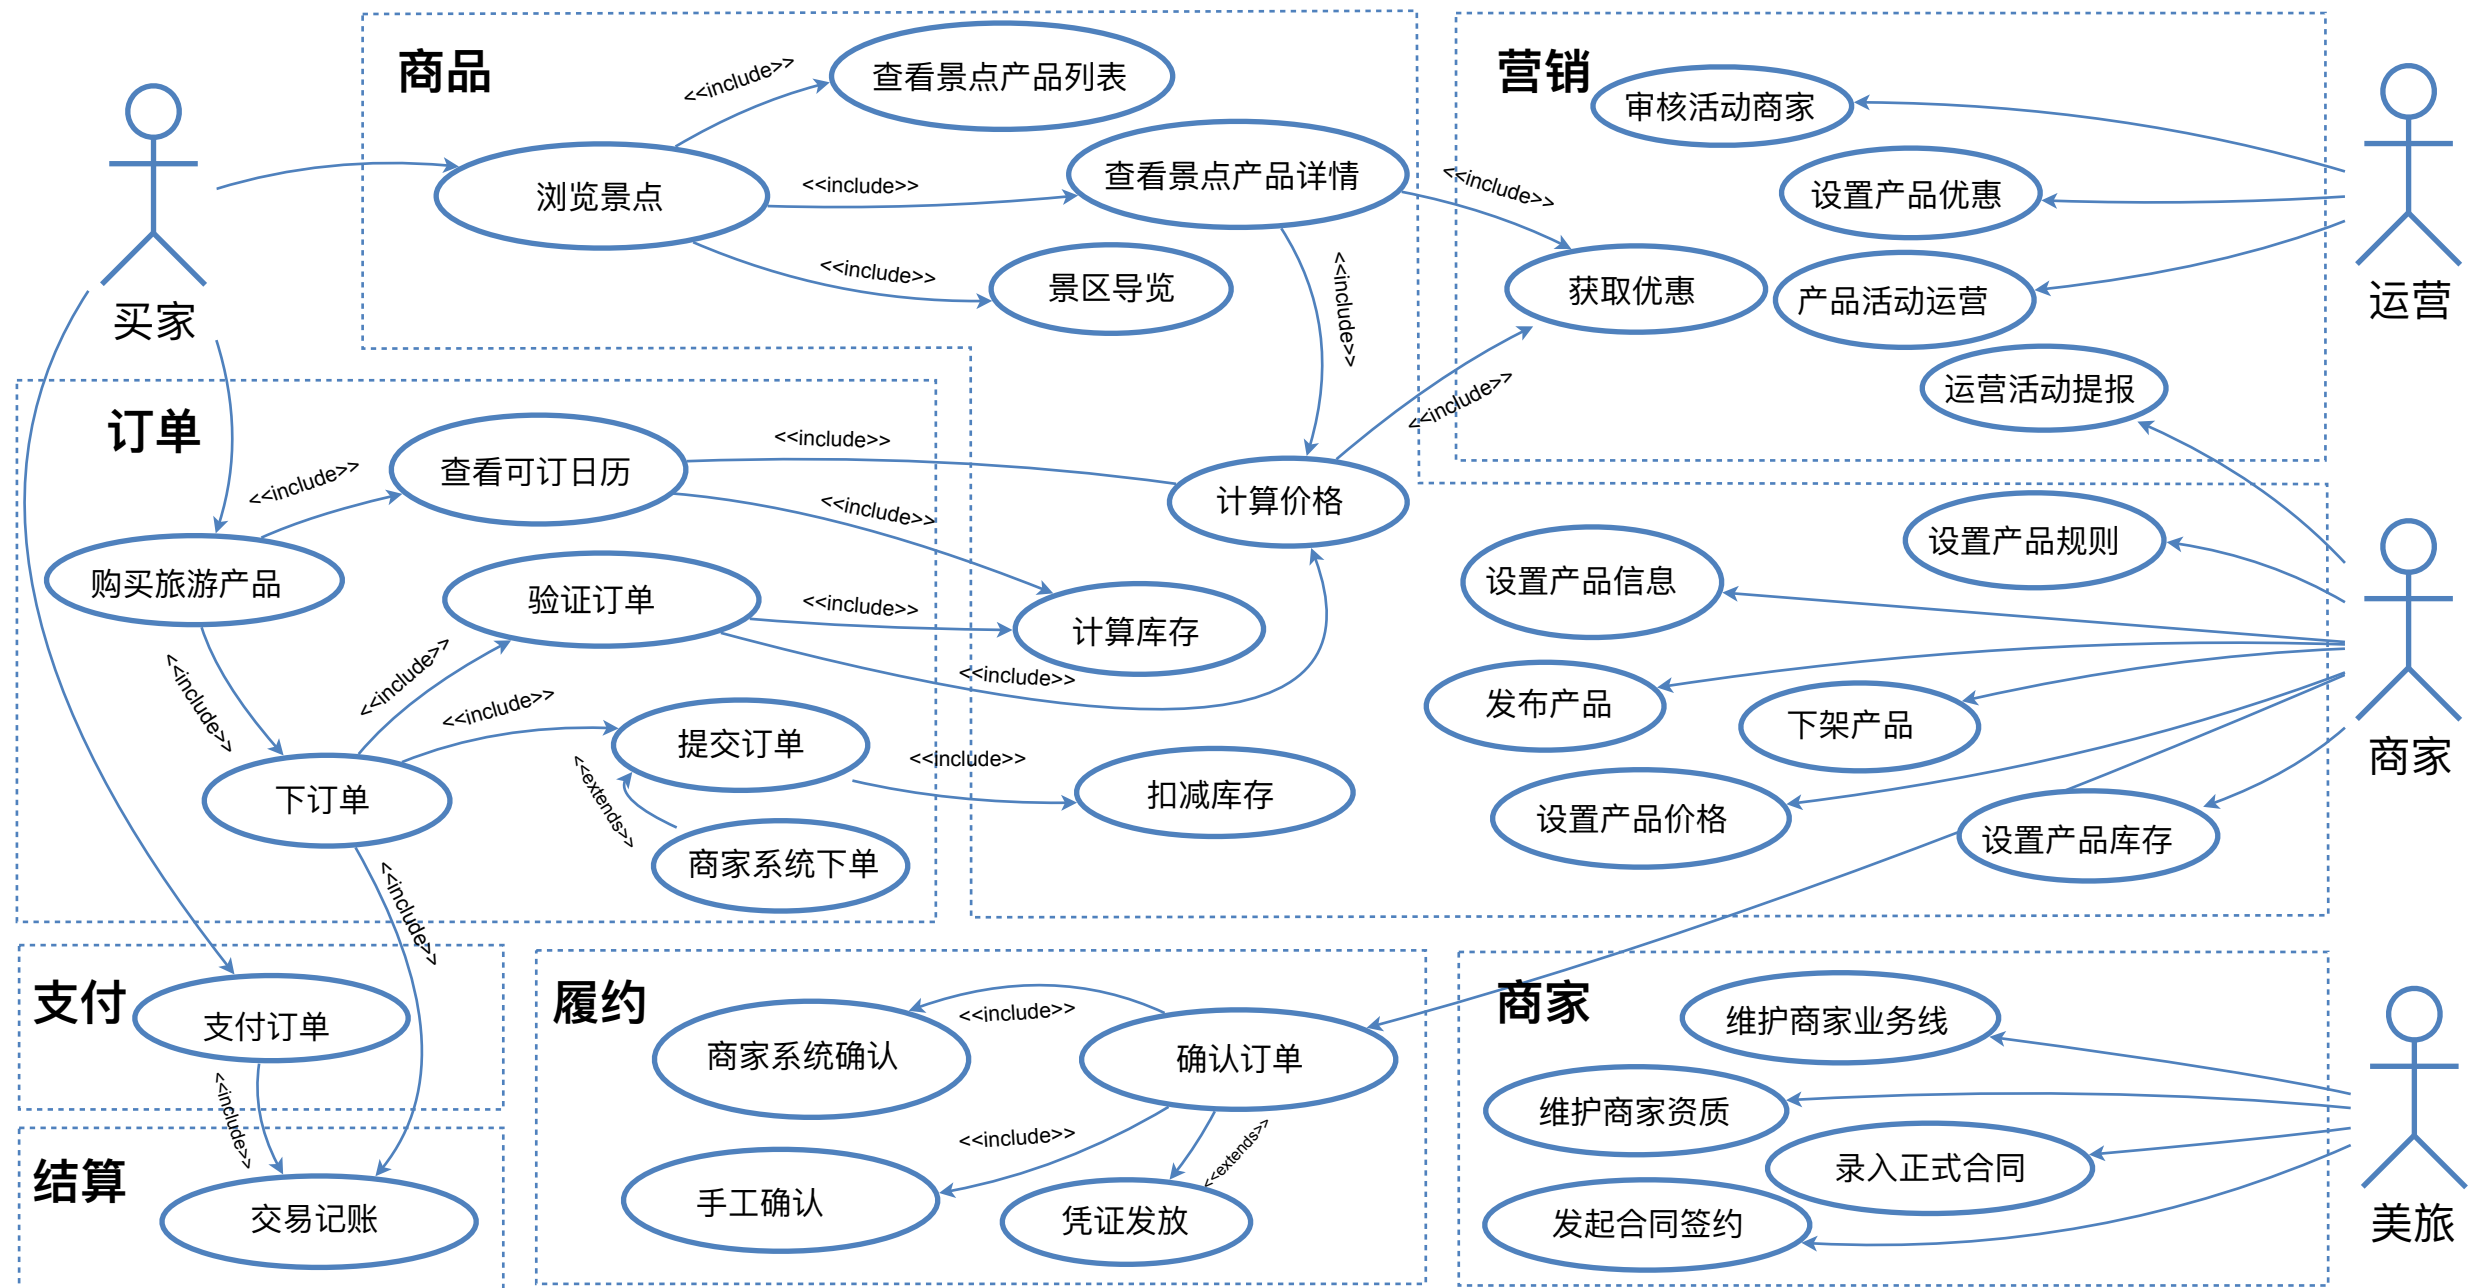 商品
<<include>>
查看景点产品列表
浏览景点
<<include>>
查看景点产品详情
<<include>>
景区导览
<<include>>
<<include>>
买家
营销
审核活动商家
设置产品优惠
获取优惠
产品活动运营
运营活动提报
<<include>>
运营
订单
<<include>>
查看可订日历
<<include>>
<<include>>
计算价格
购买旅游产品
验证订单
<<include>>
计算库存
<<include>>
<<include>>
<<include>>
<<include>>
提交订单
<<include>>
扣减库存
下订单
<<extends>>
商家系统下单
<<include>>
设置产品规则
设置产品信息
发布产品
下架产品
设置产品价格
设置产品库存
商家
支付
支付订单
<<include>>
结算
交易记账
履约
商家系统确认
<<include>>
确认订单
<<include>>
<<extends>>
手工确认
凭证发放
商家
维护商家业务线
维护商家资质
录入正式合同
发起合同签约
美旅